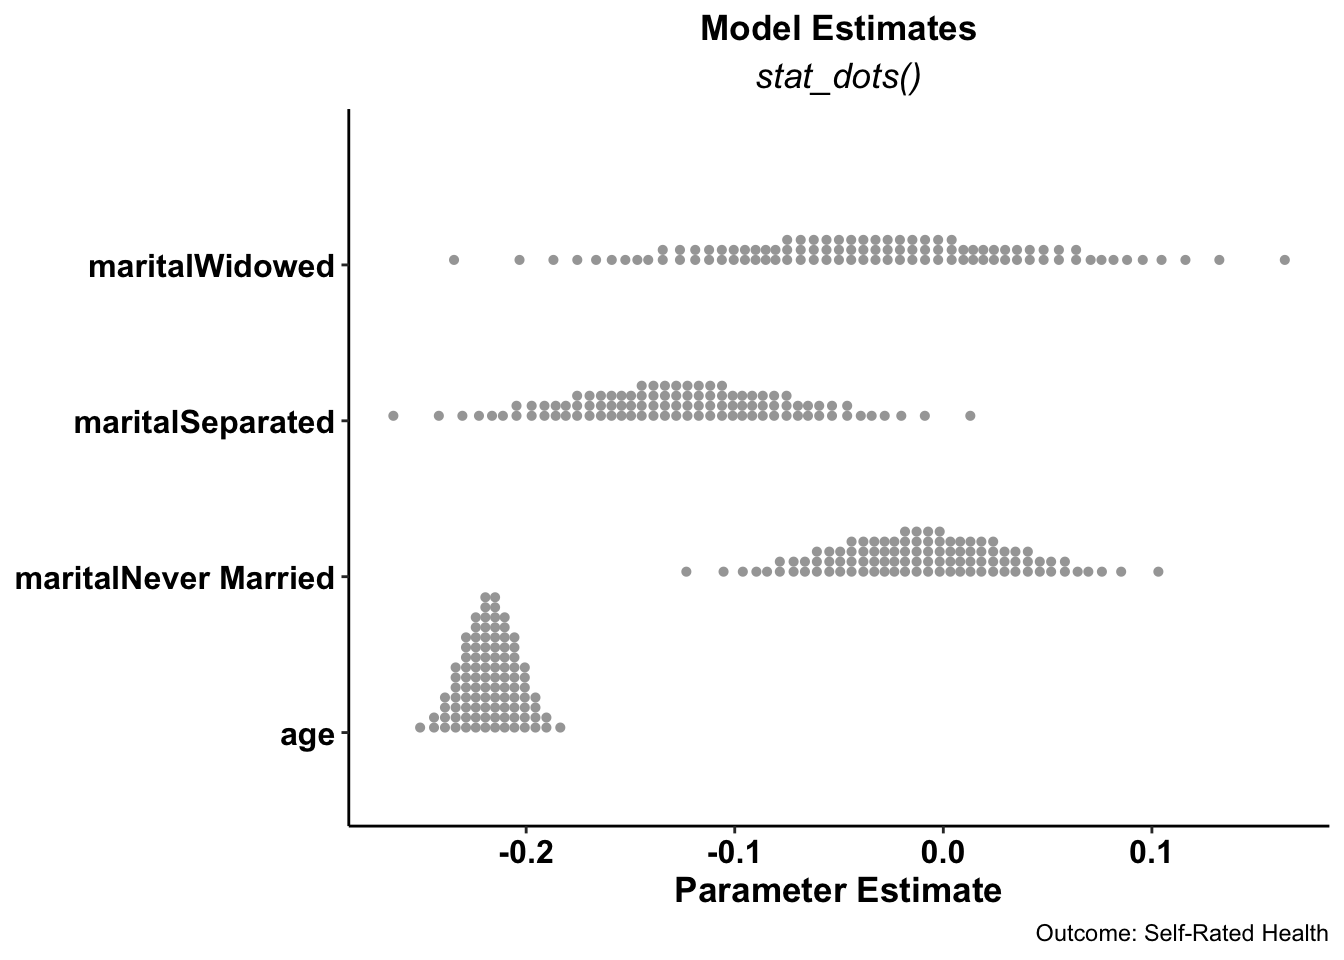 Model Estimates
stat_dots()
maritalWidowed
maritalSeparated
maritalNever Married
age
-0.2 -0.1 0.0 0.1
Parameter Estimate
Outcome: Self-Rated Health